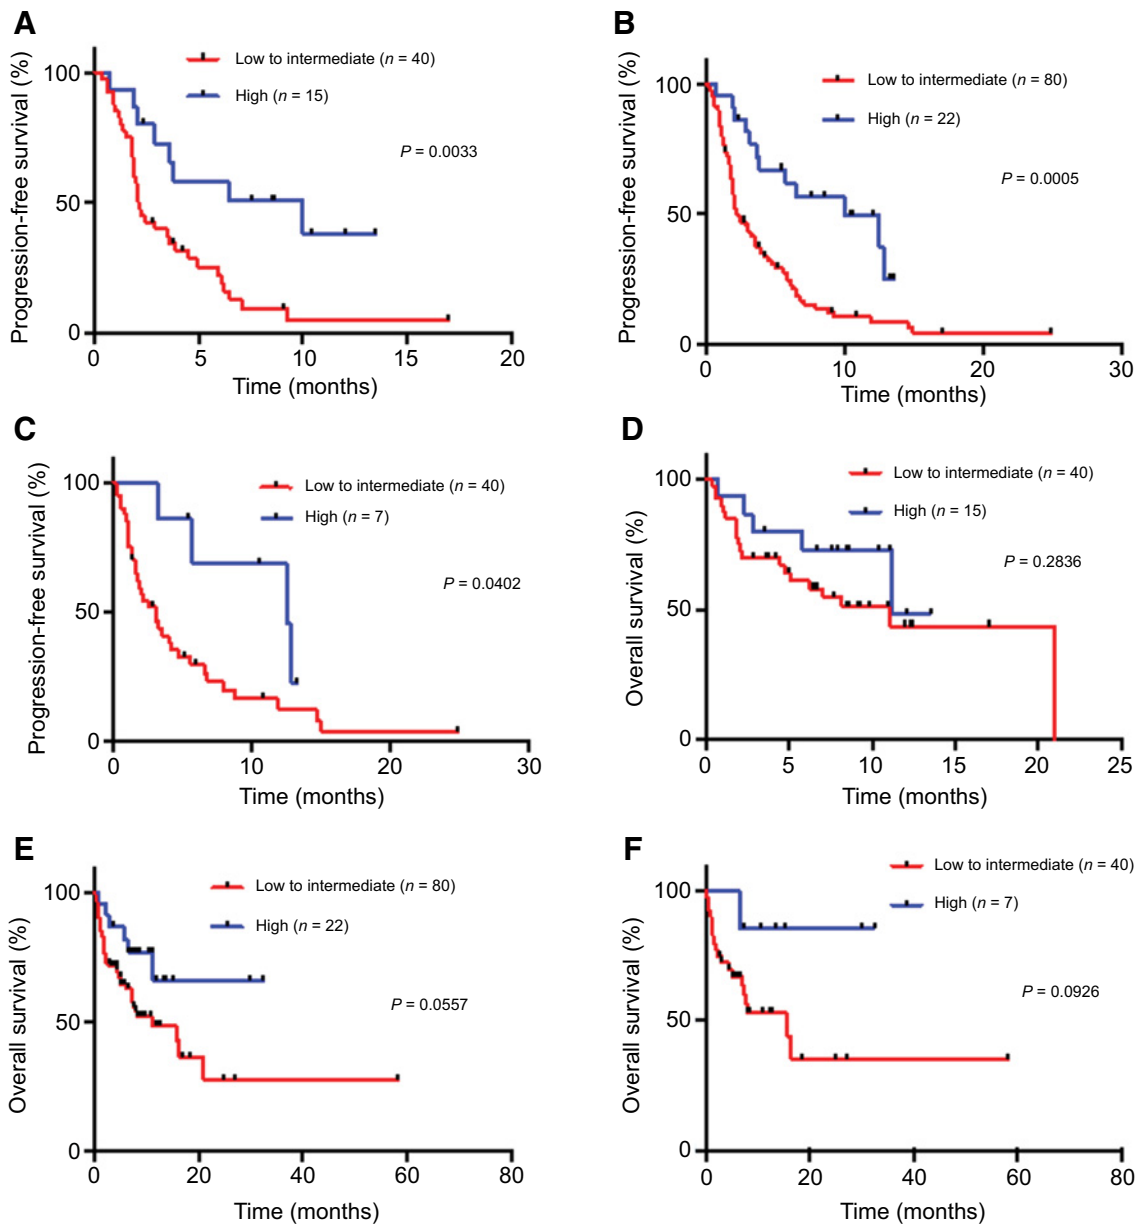 A
Progression-free survival (%)
100
50
0
Low to intermediate (n = 40)
High (n = 15)
P = 0.0033
0 5 10 15 20
Time (months)
B
Progression-free survival (%)
100
50
0
Low to intermediate (n = 80)
High (n = 22)
P = 0.0005
0 10 20 30
Time (months)
C
Progression-free survival (%)
100
50
0
Low to intermediate (n = 40)
High (n = 7)
P = 0.0402
0 10 20 30
Time (months)
D
Overall survival (%)
100
50
0
Low to intermediate (n = 40)
High (n = 15)
P = 0.2836
0 5 10 15 20 25
Time (months)
E
Overall survival (%)
100
50
0
Low to intermediate (n = 80)
High (n = 22)
P = 0.0557
0 20 40 60 80
Time (months)
F
Overall survival (%)
100
50
0
Low to intermediate (n = 40)
High (n = 7)
P = 0.0926
0 20 40 60 80
Time (months)